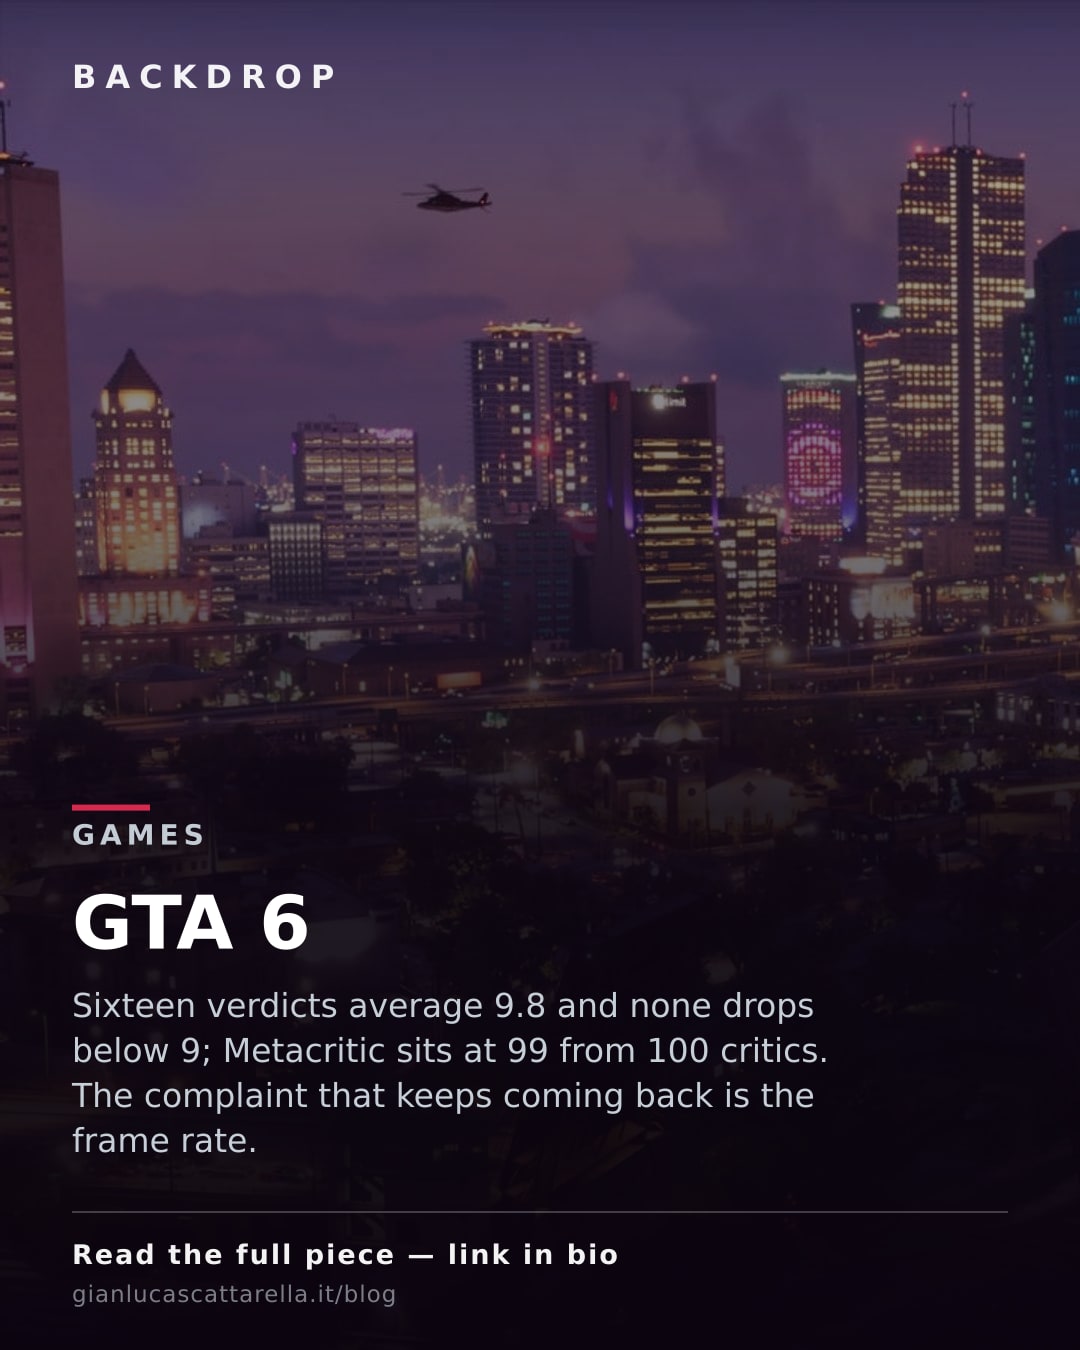 BACKDROP
GAMES
GTA 6
Sixteen verdicts average 9.8 and none drops
below 9; Metacritic sits at 99 from 100 critics.
The complaint that keeps coming back is the
frame rate.
Read the full piece — link in bio
gianlucascattarella.it/blog